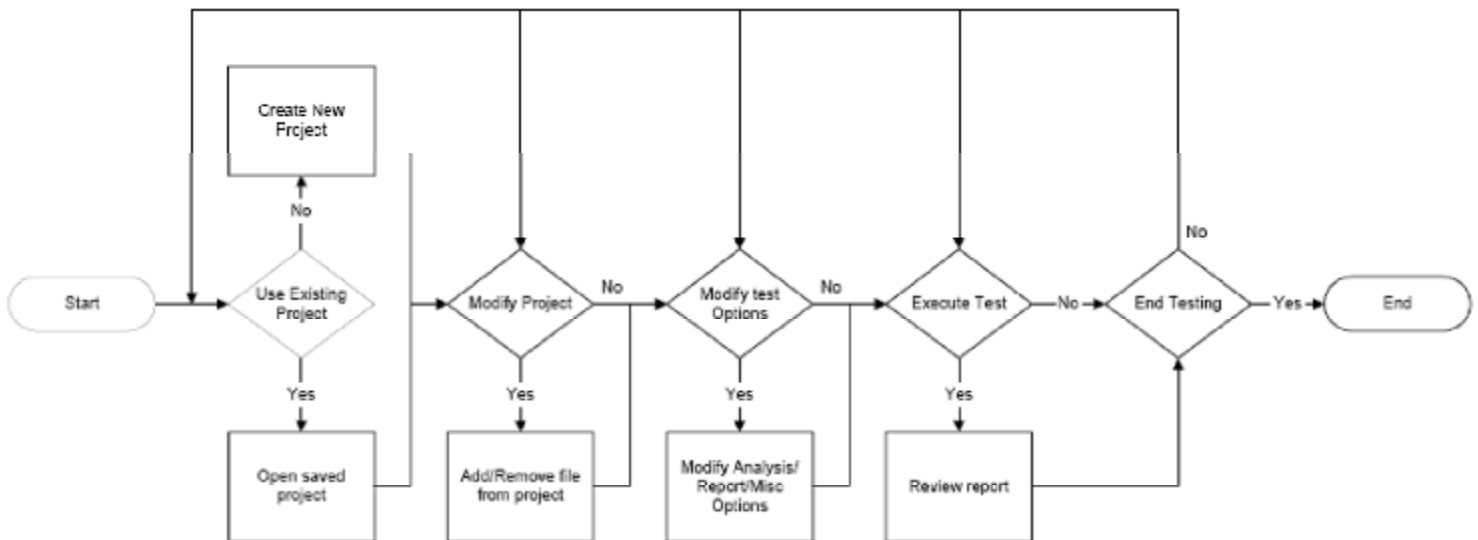 Create New
Project
No
Start
Use Existing
Project
Yes
Open saved
project
Modify Project
No
Yes
Add/Remove file
from project
Modify test
Options
No
Yes
Modify Analysis/
Report/Misc
Options
Execute Test
No
Yes
Review report
End Testing
No
Yes
End